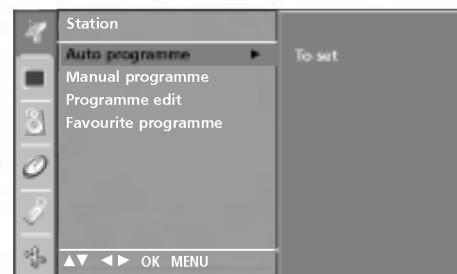 Station
Auto programme ►
To set
Manual programme
Programme edit
Favourite programme
▲▼ ◄► OK MENU